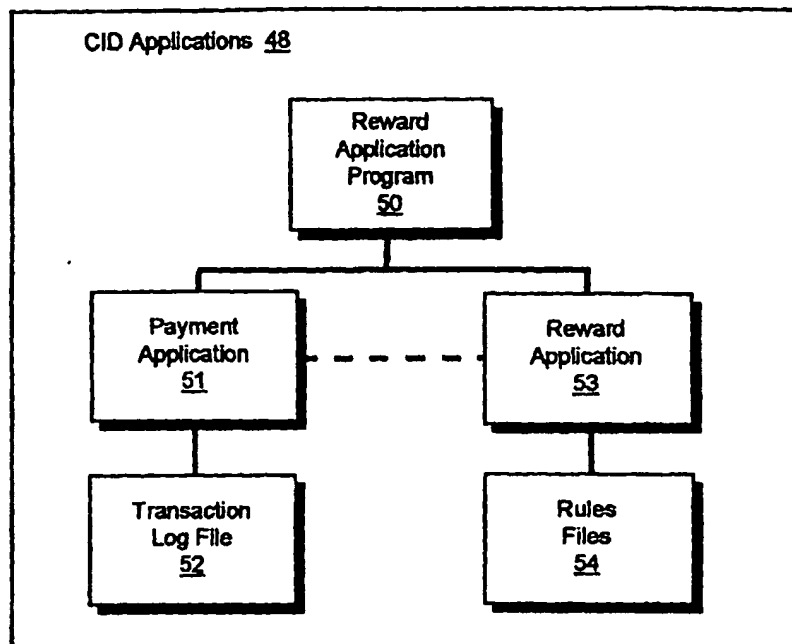 CID Applications 48
Reward
Application
Program
50
Payment
Application
51
Reward
Application
53
Transaction
Log File
52
Rules
Files
54